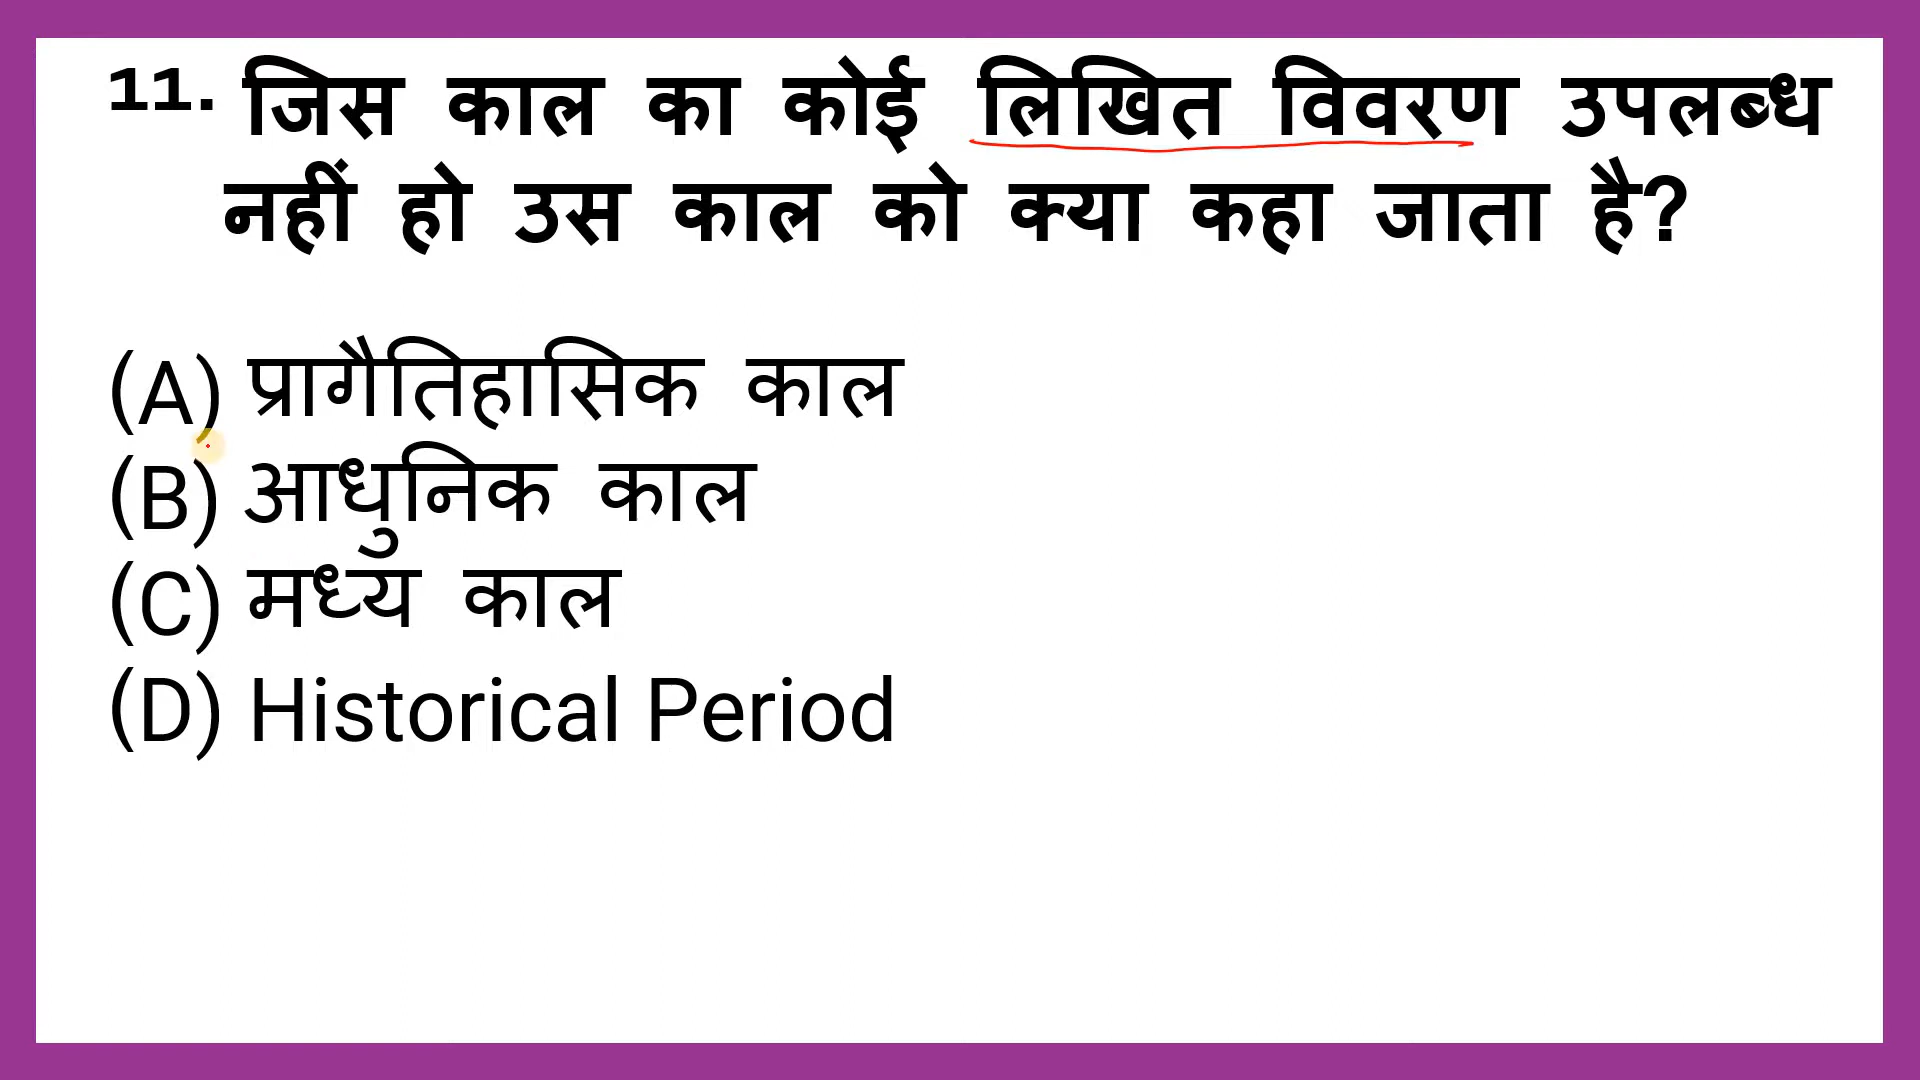 11. जिस काल का कोई लिखित विवरण उपलब्ध
नहीं हो उस काल को क्या कहा जाता है?
(A) प्रागैतिहासिक काल
(B) आधुनिक काल
(C) मध्य काल
(D) Historical Period